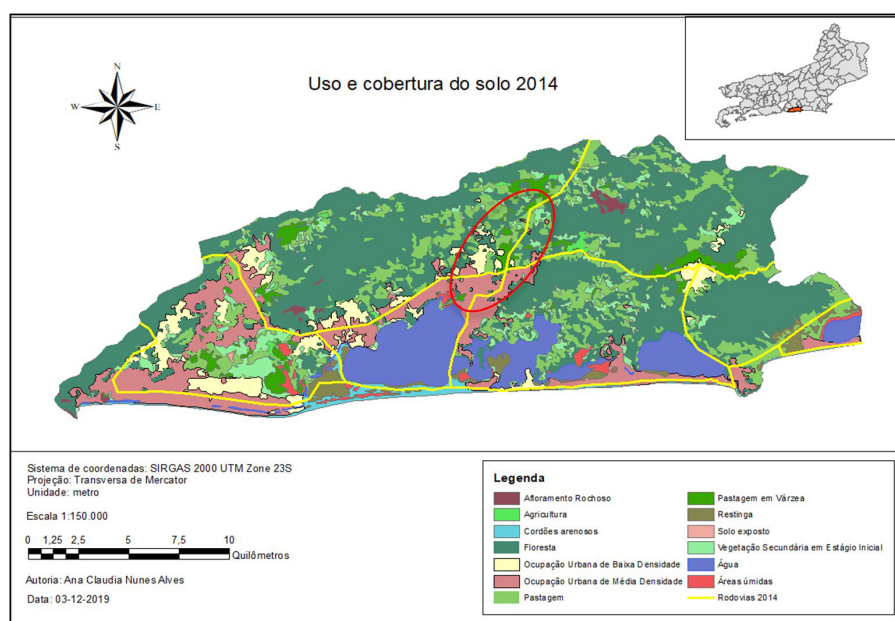 Uso e cobertura do solo 2014
N
W
E
S
Sistema de coordenadas: SIRGAS 2000 UTM Zone 23S
Projeção: Transversa de Mercator
Unidade: metro
Escala 1:150.000
0 1,25 2,5 5 7,5 10
Quilômetros
Autoria: Ana Claudia Nunes Alves
Data: 03-12-2019
Legenda
Afloramento Rochoso
Agricultura
Cordões arenosos
Floresta
Ocupação Urbana de Baixa Densidade
Ocupação Urbana de Média Densidade
Pastagem
Pastagem em Várzea
Restinga
Solo exposto
Vegetação Secundária em Estágio Inicial
Água
Áreas úmidas
Rodovias 2014